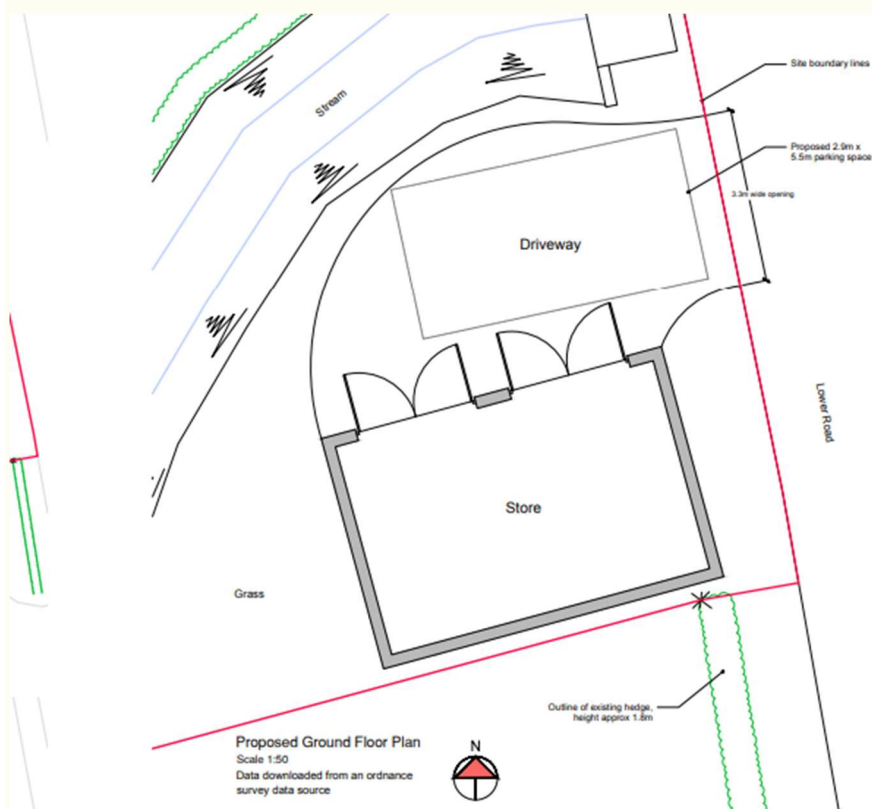 Site boundary lines
Stream
Proposed 2.9m x
5.5m parking space
3.3m wide opening
Driveway
Lower Road
Store
Grass
Outline of existing hedge,
height approx 1.8m
Proposed Ground Floor Plan
Scale 1:50
Data downloaded from an ordnance
survey data source
N